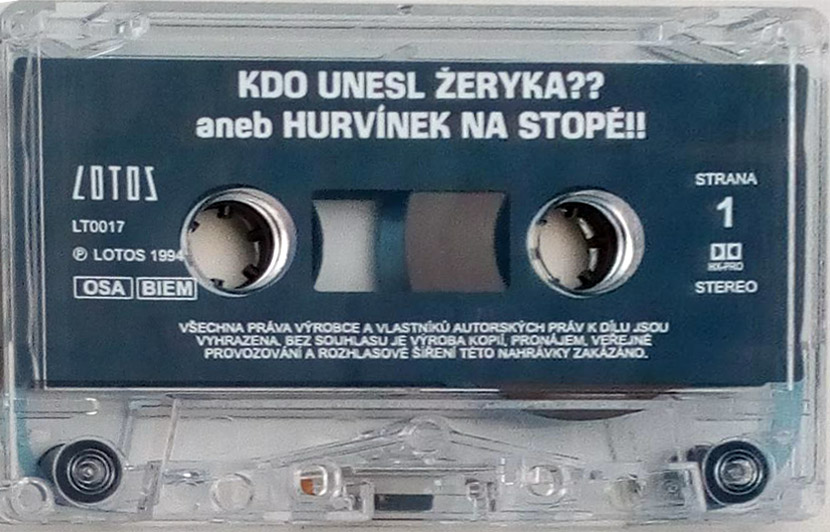 KDO UNESL ŽERYKA??
aneb HURVÍNEK NA STOPĚ!!
LOTOS
LT0017
℗ LOTOS 1994
OSA BIEM
STRANA
1
HX-PRO
STEREO
VŠECHNA PRÁVA VÝROBCE A VLASTNÍKŮ AUTORSKÝCH PRÁV K DÍLU JSOU
VYHRAZENA. BEZ SOUHLASU JE VÝROBA KOPIÍ, PRONÁJEM, VEŘEJNÉ
PROVOZOVÁNÍ A ROZHLASOVÉ ŠÍŘENÍ TÉTO NAHRÁVKY ZAKÁZÁNO.